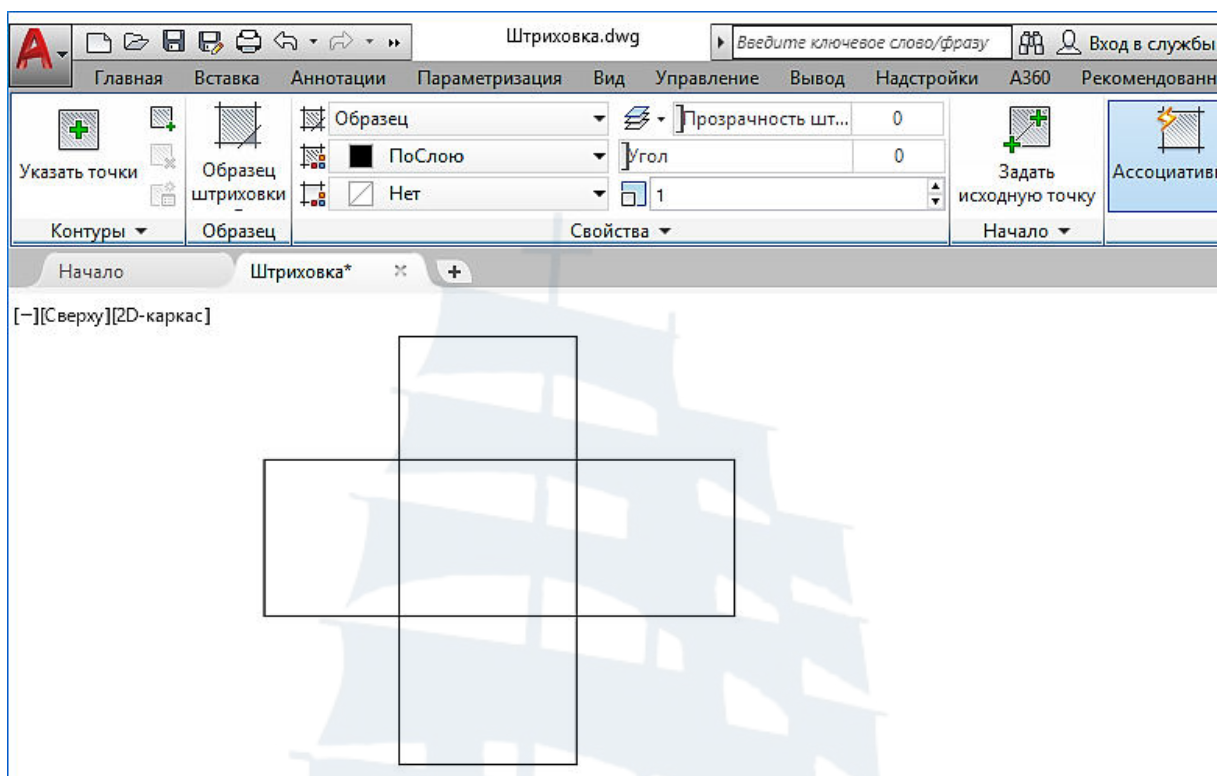 Штриховка.dwg
Введите ключевое слово/фразу
Вход в службы
Главная Вставка Аннотации Параметризация Вид Управление Вывод Надстройки A360 Рекомендованн
Указать точки
Образец штриховки
Образец
ПоСлою
Нет
Прозрачность шт... 0
Угол 0
1
Задать исходную точку
Ассоциативн
Контуры Образец Свойства Начало
Начало Штриховка*
[−][Сверху][2D-каркас]